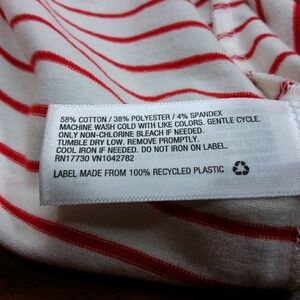 58% COTTON / 38% POLYESTER / 4% SPANDEX
MACHINE WASH COLD WITH LIKE COLORS. GENTLE CYCLE.
ONLY NON-CHLORINE BLEACH IF NEEDED.
TUMBLE DRY LOW. REMOVE PROMPTLY.
COOL IRON IF NEEDED. DO NOT IRON ON LABEL.
RN17730 VN1042782
LABEL MADE FROM 100% RECYCLED PLASTIC